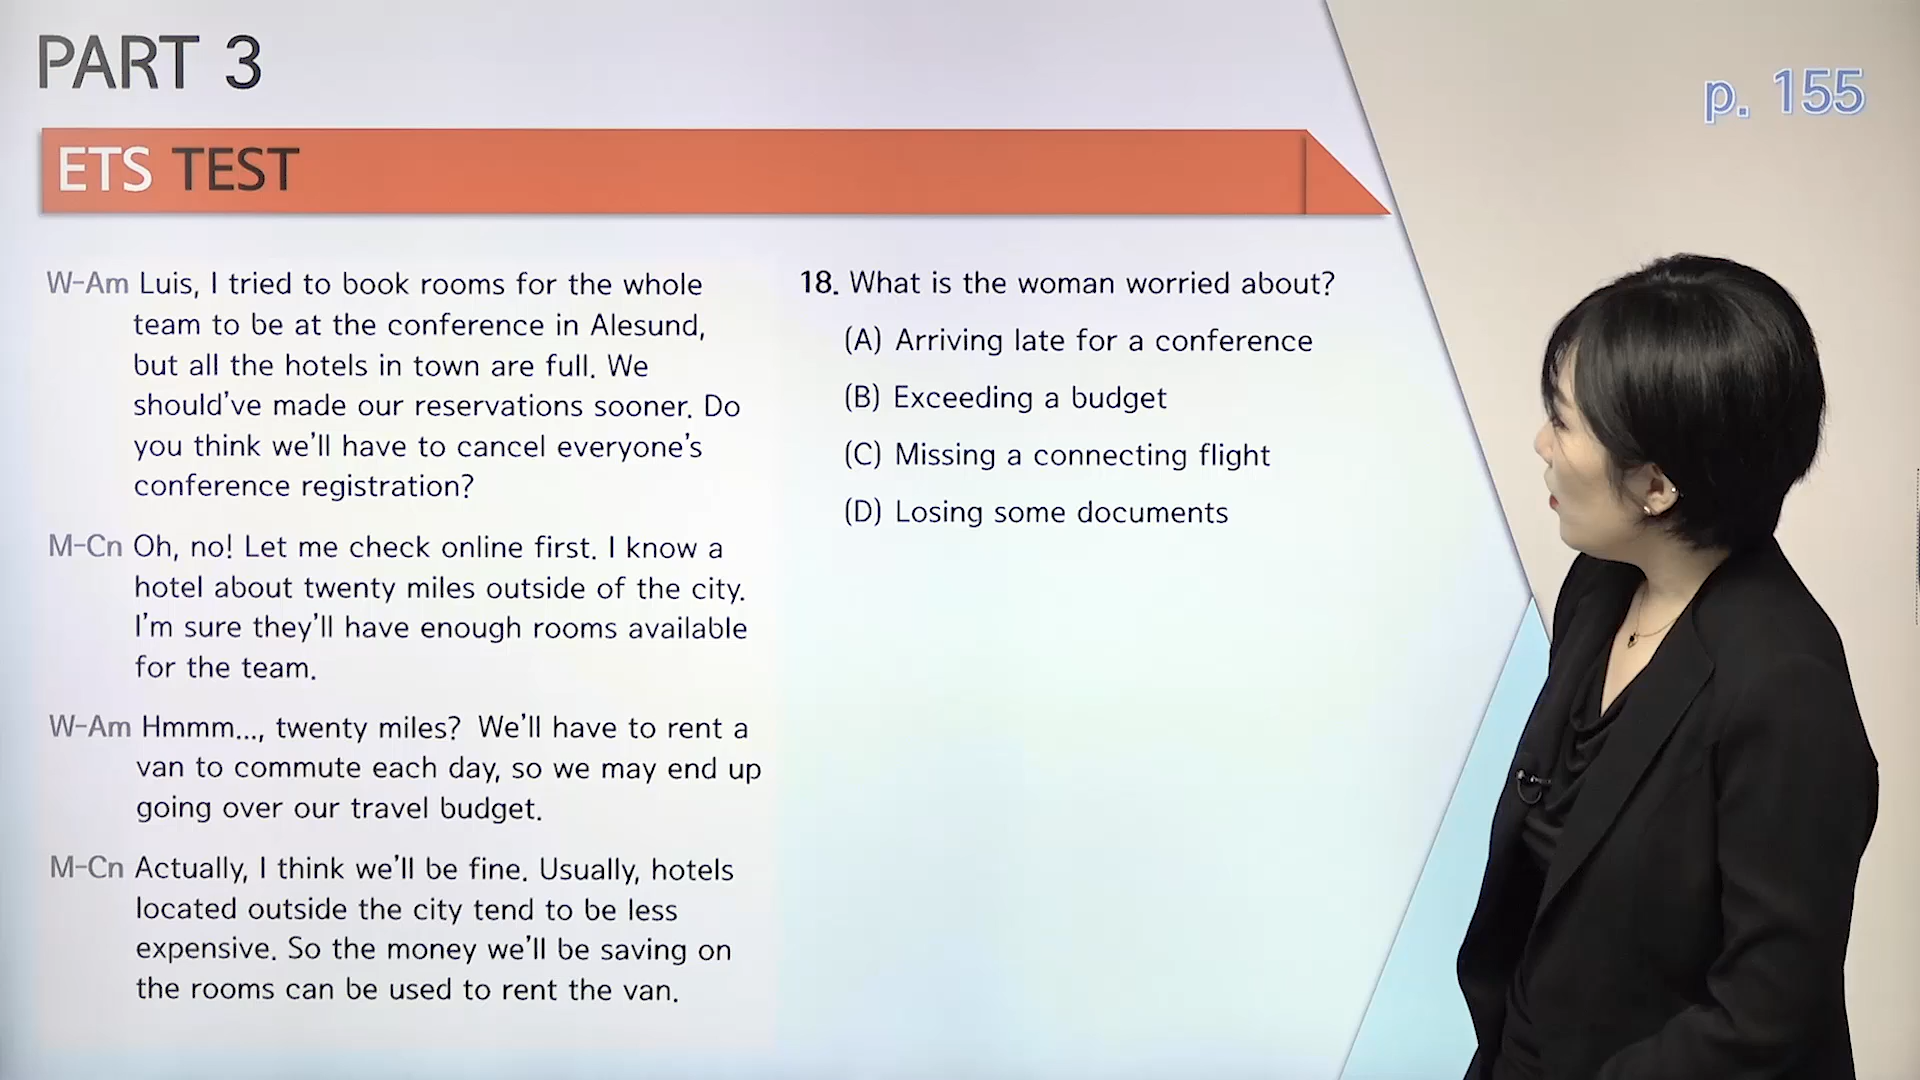 PART 3
p. 155
ETS TEST
W-Am Luis, I tried to book rooms for the whole
team to be at the conference in Alesund,
but all the hotels in town are full. We
should've made our reservations sooner. Do
you think we'll have to cancel everyone's
conference registration?
M-Cn Oh, no! Let me check online first. I know a
hotel about twenty miles outside of the city.
I'm sure they'll have enough rooms available
for the team.
W-Am Hmmm..., twenty miles? We'll have to rent a
van to commute each day, so we may end up
going over our travel budget.
M-Cn Actually, I think we'll be fine. Usually, hotels
located outside the city tend to be less
expensive. So the money we'll be saving on
the rooms can be used to rent the van.
18. What is the woman worried about?
(A) Arriving late for a conference
(B) Exceeding a budget
(C) Missing a connecting flight
(D) Losing some documents